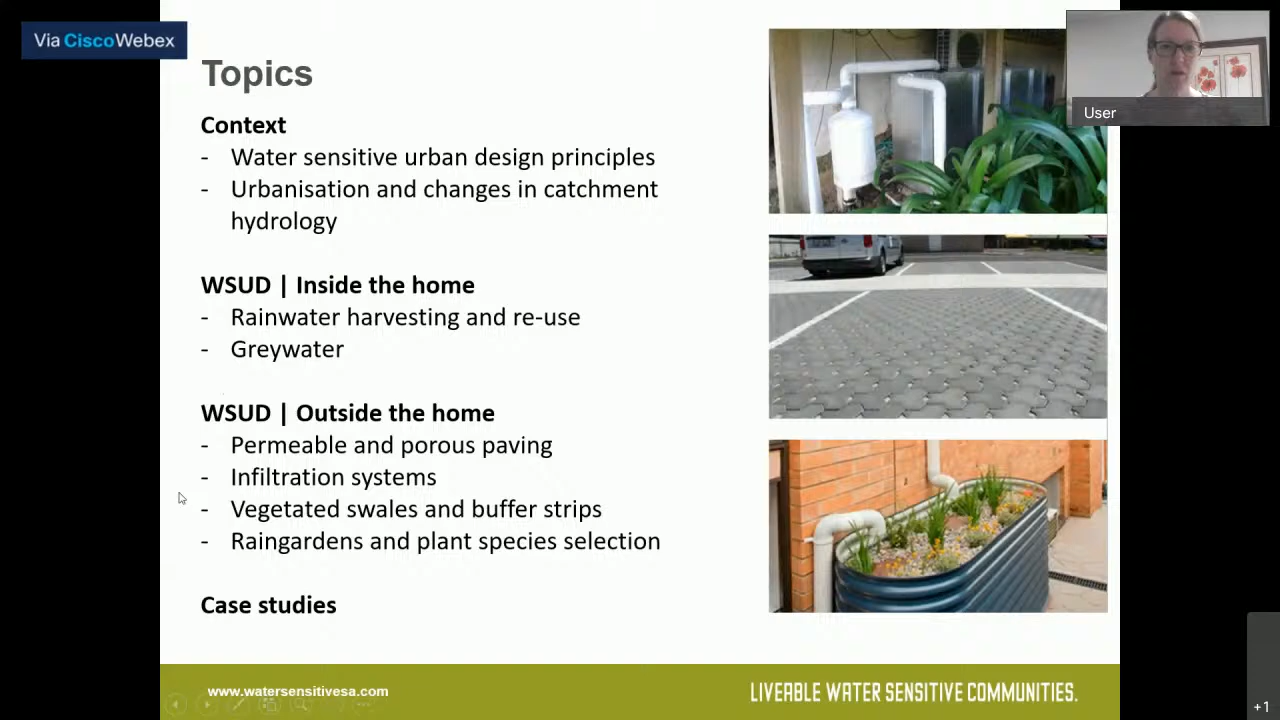 Via CiscoWebex
Topics
Context
- Water sensitive urban design principles
- Urbanisation and changes in catchment
hydrology
WSUD | Inside the home
- Rainwater harvesting and re-use
- Greywater
WSUD | Outside the home
- Permeable and porous paving
- Infiltration systems
- Vegetated swales and buffer strips
- Raingardens and plant species selection
Case studies
User
www.watersensitivesa.com
LIVEABLE WATER SENSITIVE COMMUNITIES.
+1